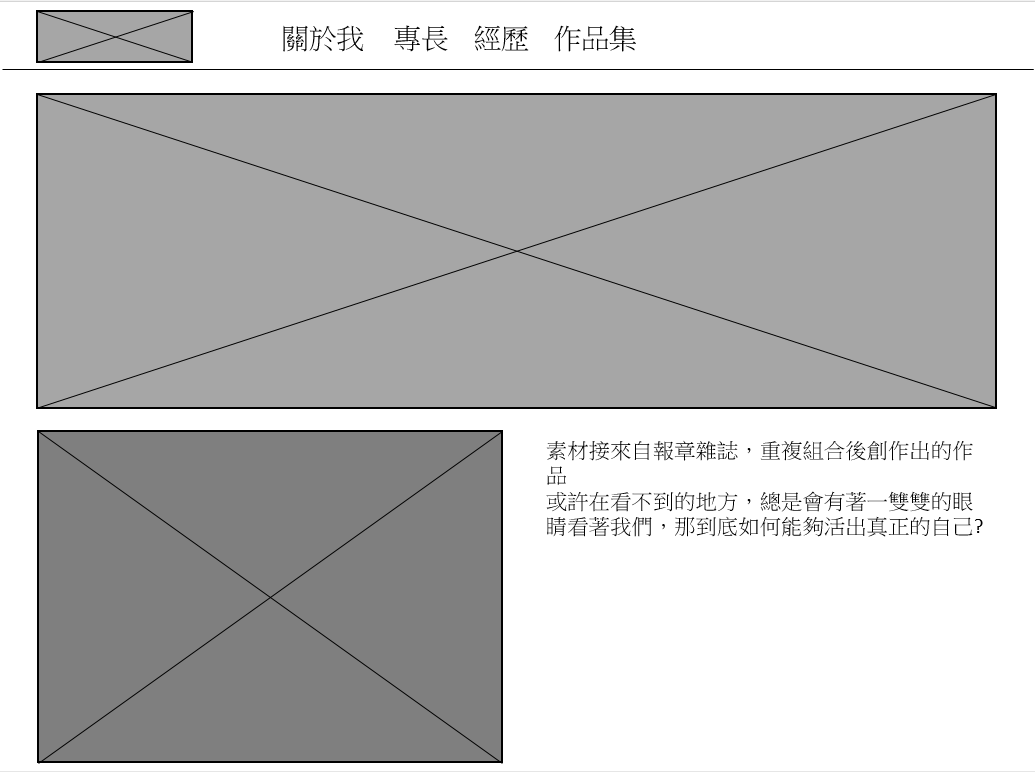 關於我 專長 經歷 作品集
素材接來自報章雜誌，重複組合後創作出的作
品
或許在看不到的地方，總是會有著一雙雙的眼
睛看著我們，那到底如何能夠活出真正的自己?